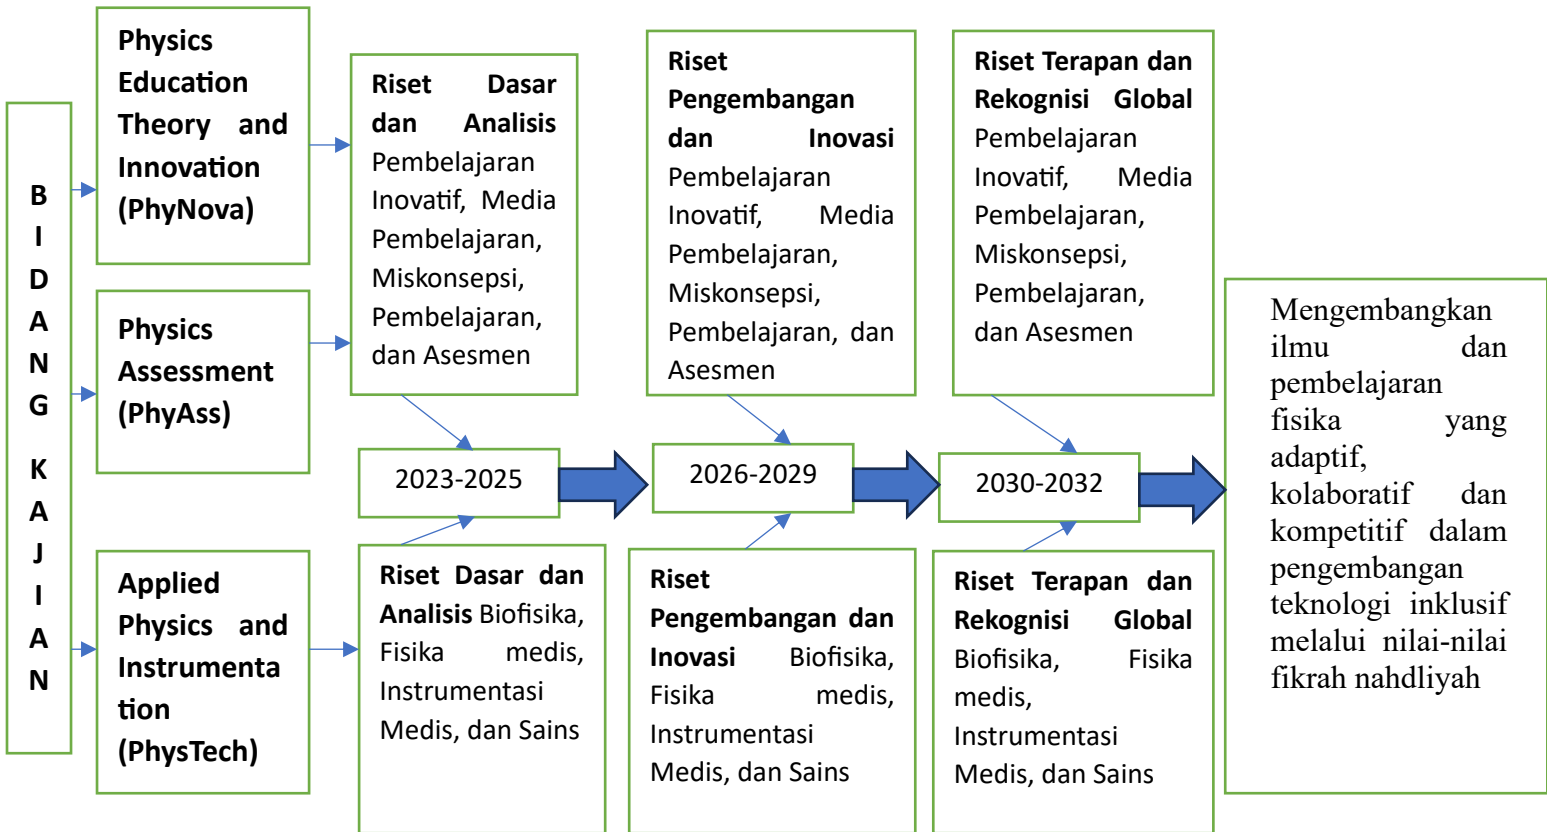 B
I
D
A
N
G
K
A
J
I
A
N
Physics
Education
Theory and
Innovation
(PhyNova)
Physics
Assessment
(PhyAss)
Applied
Physics and
Instrumenta
tion
(PhysTech)
Riset Dasar
dan Analisis
Pembelajaran
Inovatif, Media
Pembelajaran,
Miskonsepsi,
Pembelajaran,
dan Asesmen
Riset
Pengembangan
dan Inovasi
Pembelajaran
Inovatif, Media
Pembelajaran,
Miskonsepsi,
Pembelajaran, dan
Asesmen
Riset Terapan dan
Rekognisi Global
Pembelajaran
Inovatif, Media
Pembelajaran,
Miskonsepsi,
Pembelajaran,
dan Asesmen
2023-2025
2026-2029
2030-2032
Riset Dasar dan
Analisis Biofisika,
Fisika medis,
Instrumentasi
Medis, dan Sains
Riset
Pengembangan dan
Inovasi Biofisika,
Fisika medis,
Instrumentasi
Medis, dan Sains
Riset Terapan dan
Rekognisi Global
Biofisika, Fisika
medis,
Instrumentasi
Medis, dan Sains
Mengembangkan
ilmu dan
pembelajaran
fisika yang
adaptif,
kolaboratif dan
kompetitif dalam
pengembangan
teknologi inklusif
melalui nilai-nilai
fikrah nahdliyah